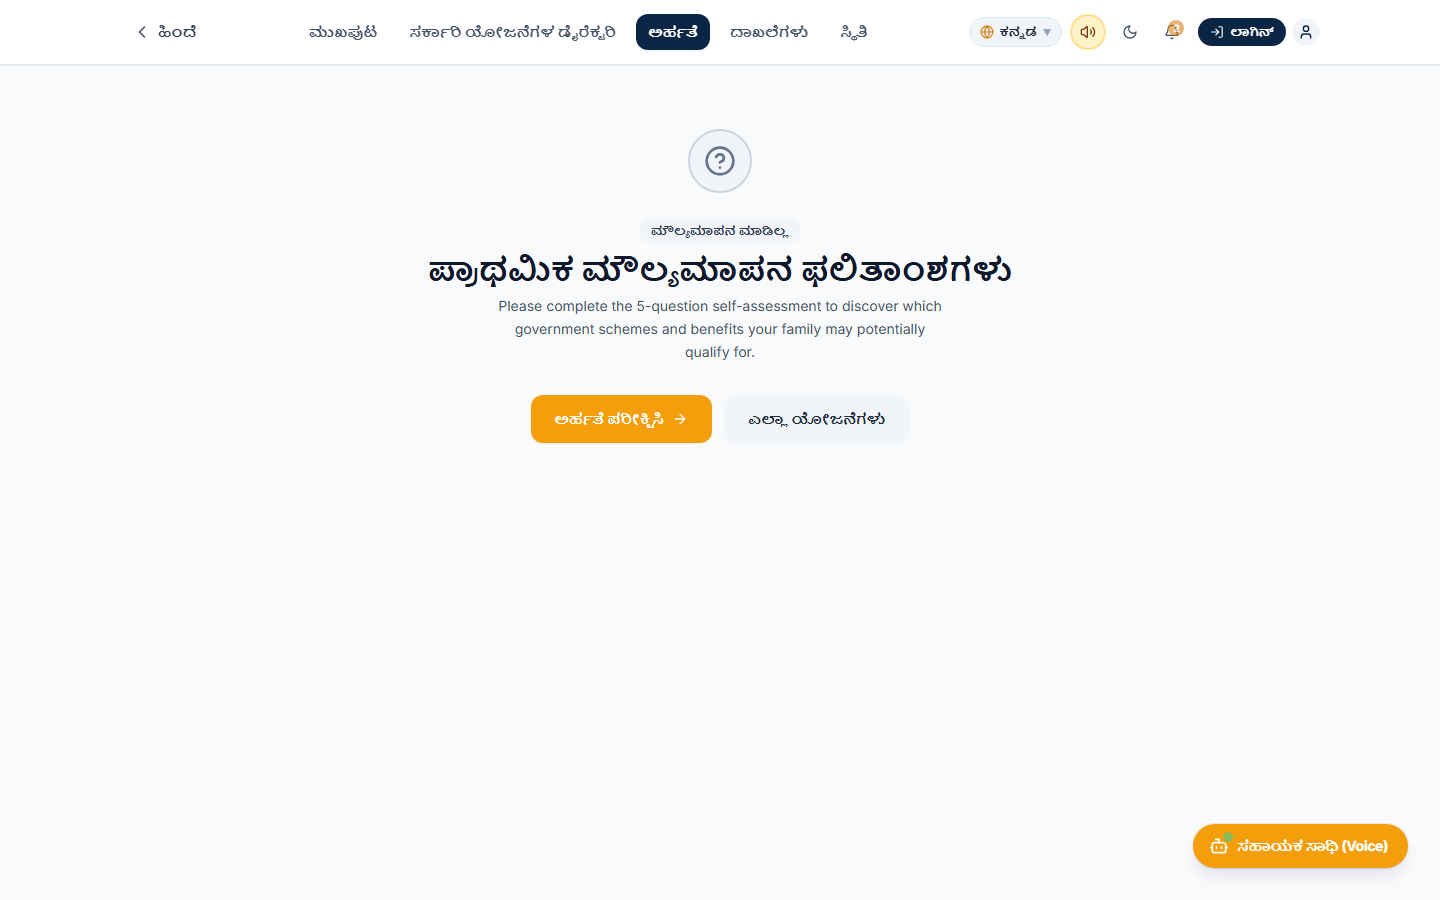 ಹಿಂದೆ
ಮುಖಪುಟ
ಸರ್ಕಾರಿ ಯೋಜನೆಗಳ ಡೈರೆಕ್ಟರಿ
ಅರ್ಹತೆ
ದಾಖಲೆಗಳು
ಸ್ಥಿತಿ
ಕನ್ನಡ
ಲಾಗಿನ್
ಮೌಲ್ಯಮಾಪನ ಮಾಡಿಲ್ಲ
ಪ್ರಾಥಮಿಕ ಮೌಲ್ಯಮಾಪನ ಫಲಿತಾಂಶಗಳು
Please complete the 5-question self-assessment to discover which
government schemes and benefits your family may potentially
qualify for.
ಅರ್ಹತೆ ಪರೀಕ್ಷಿಸಿ
ಎಲ್ಲಾ ಯೋಜನೆಗಳು
ಸಹಾಯಕ ಸಾಥಿ (Voice)